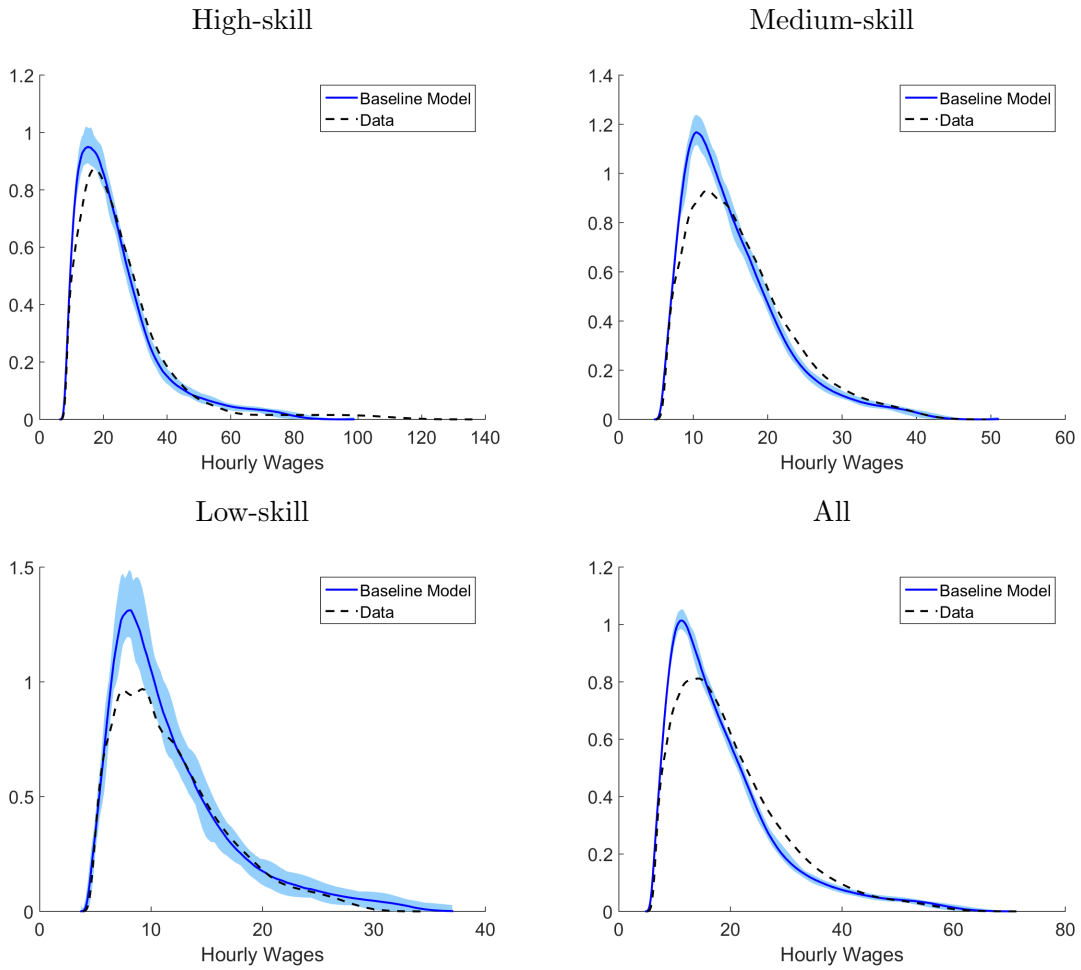 High-skill
1.2
1
0.8
0.6
0.4
0.2
0
Baseline Model
Data
0 20 40 60 80 100 120 140
Hourly Wages
Medium-skill
1.4
1.2
1
0.8
0.6
0.4
0.2
0
Baseline Model
Data
0 10 20 30 40 50 60
Hourly Wages
Low-skill
1.5
1
0.5
0
Baseline Model
Data
0 10 20 30 40
Hourly Wages
All
1.2
1
0.8
0.6
0.4
0.2
0
Baseline Model
Data
0 20 40 60 80
Hourly Wages